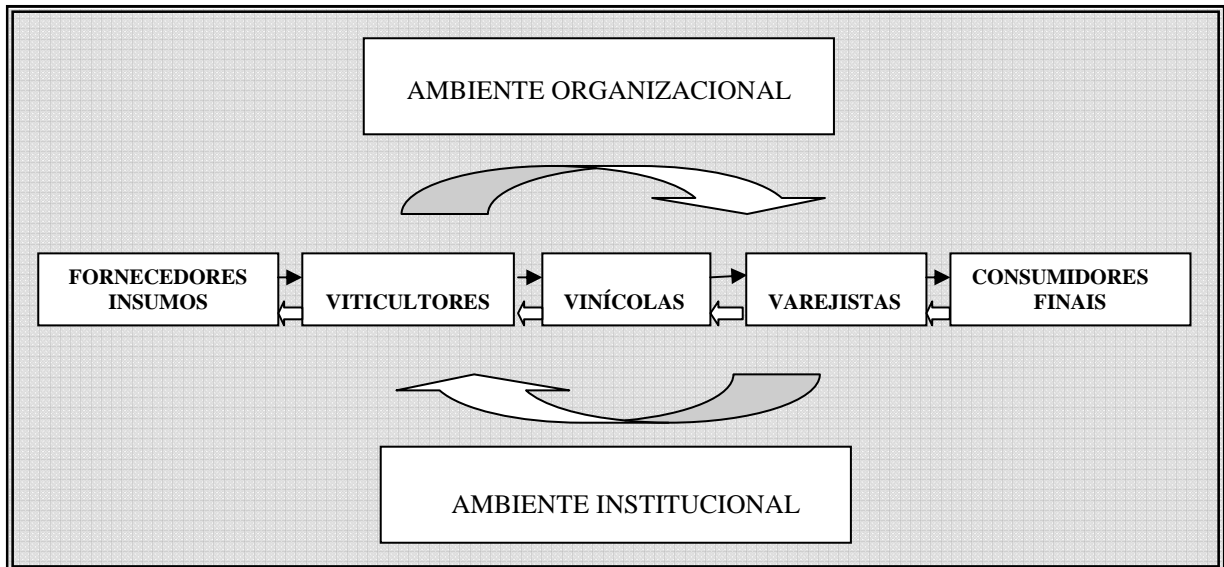 AMBIENTE ORGANIZACIONAL
FORNECEDORES
INSUMOS
VITICULTORES
VINÍCOLAS
VAREJISTAS
CONSUMIDORES
FINAIS
AMBIENTE INSTITUCIONAL